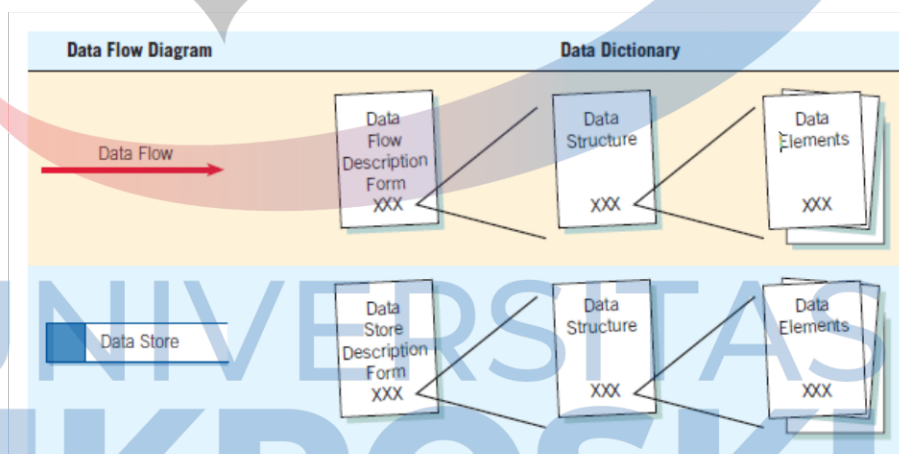 Data Flow Diagram
Data Dictionary
Data Flow
Data
Flow
Description
Form
XXX
Data
Structure
XXX
Data
Elements
XXX
Data Store
Data
Store
Description
Form
XXX
Data
Structure
XXX
Data
Elements
XXX
UNIVERSITAS